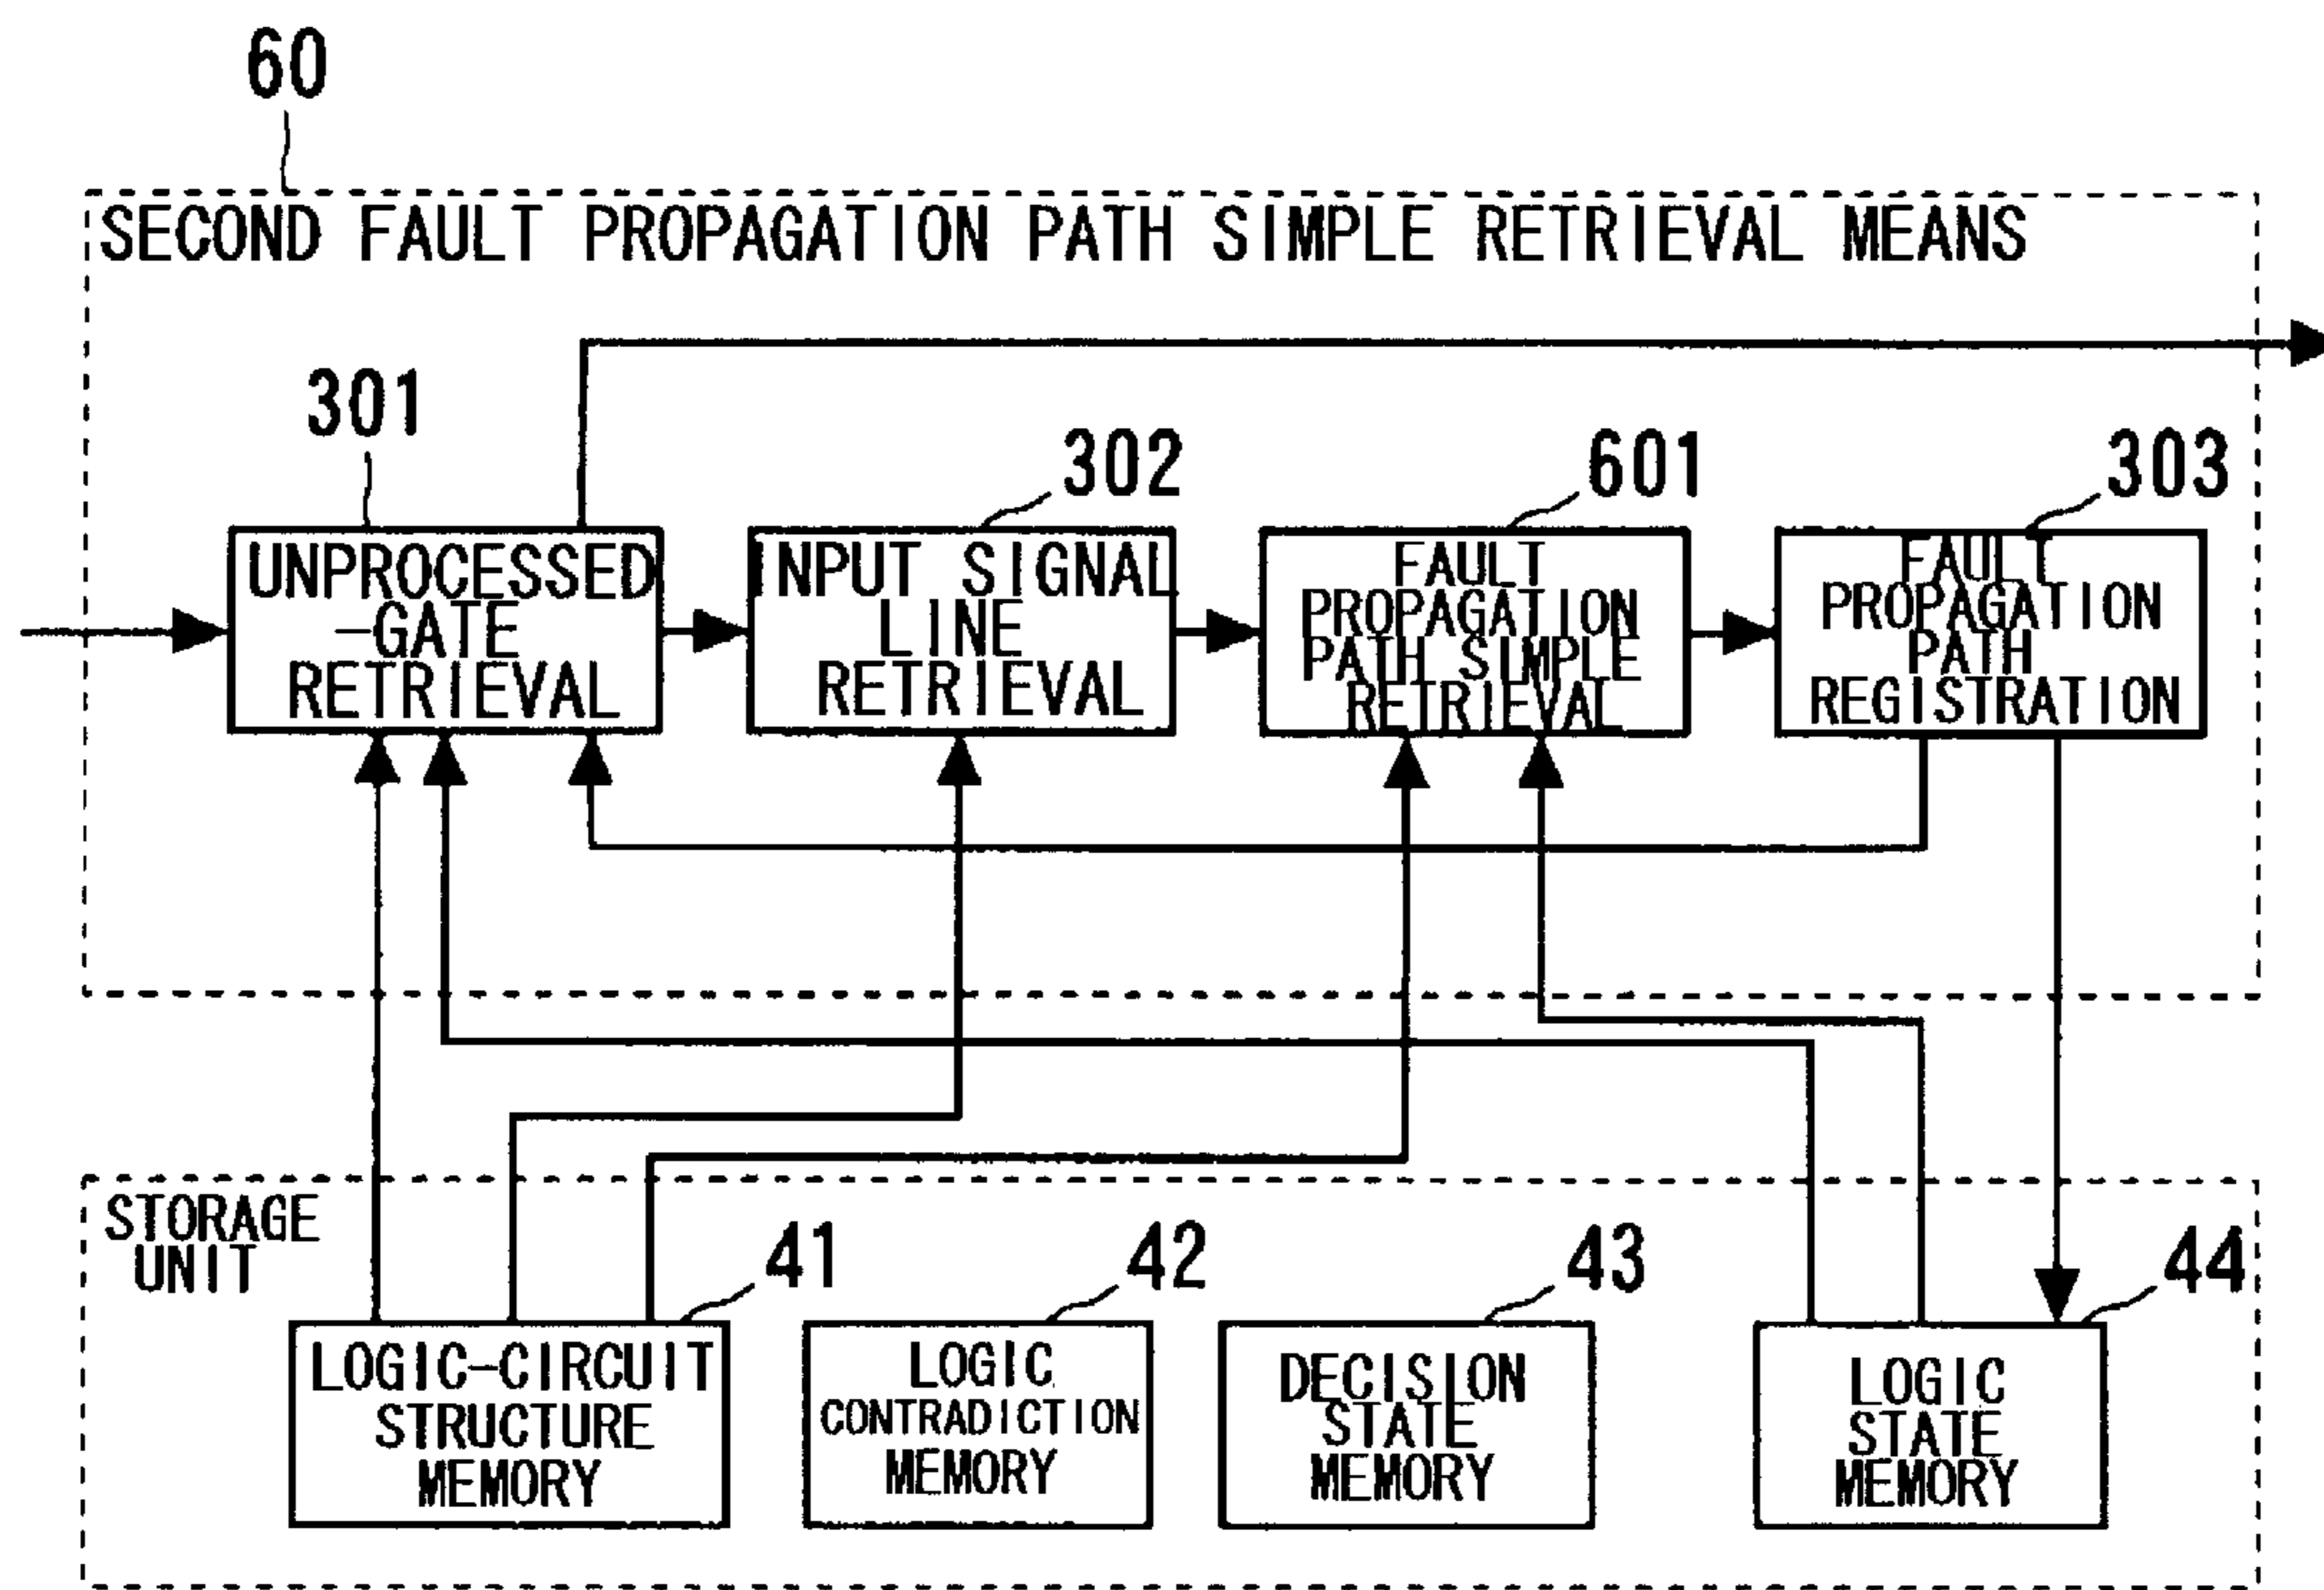 60
SECOND FAULT PROPAGATION PATH SIMPLE RETRIEVAL MEANS
301
302
601
303
UNPROCESSED
-GATE
RETRIEVAL
INPUT SIGNAL
LINE
RETRIEVAL
FAULT
PROPAGATION
PATH SIMPLE
RETRIEVAL
FAULT
PROPAGATION
PATH
REGISTRATION
STORAGE
UNIT
41
42
43
44
LOGIC-CIRCUIT
STRUCTURE
MEMORY
LOGIC
CONTRADICTION
MEMORY
DECISION
STATE
MEMORY
LOGIC
STATE
MEMORY